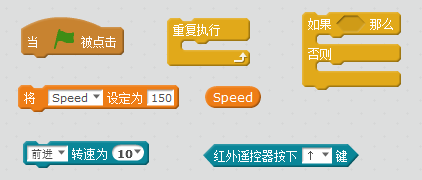 当 被点击
重复执行
如果 那么
否则
将 Speed 设定为 150
Speed
前进 转速为 10
红外遥控器按下 ↑ 键